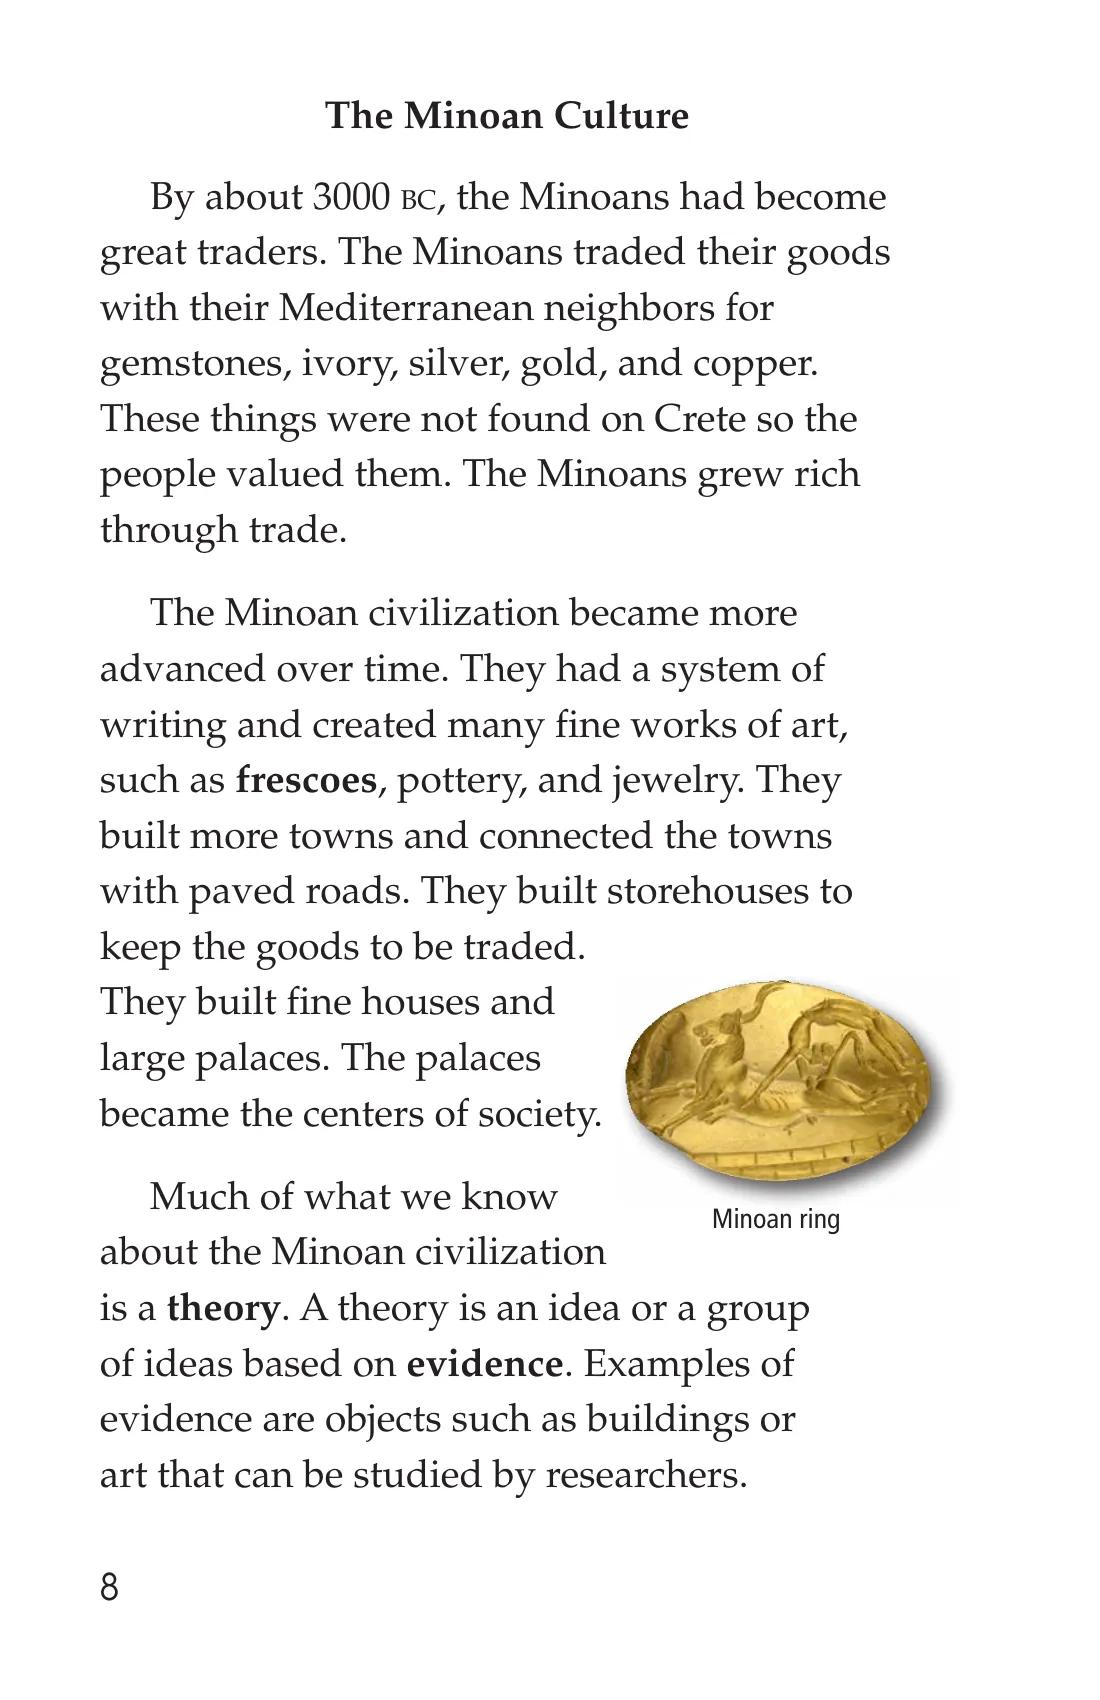 The Minoan Culture
By about 3000 BC, the Minoans had become
great traders. The Minoans traded their goods
with their Mediterranean neighbors for
gemstones, ivory, silver, gold, and copper.
These things were not found on Crete so the
people valued them. The Minoans grew rich
through trade.
The Minoan civilization became more
advanced over time. They had a system of
writing and created many fine works of art,
such as frescoes, pottery, and jewelry. They
built more towns and connected the towns
with paved roads. They built storehouses to
keep the goods to be traded.
They built fine houses and
large palaces. The palaces
became the centers of society.
Minoan ring
Much of what we know
about the Minoan civilization
is a theory. A theory is an idea or a group
of ideas based on evidence. Examples of
evidence are objects such as buildings or
art that can be studied by researchers.
8